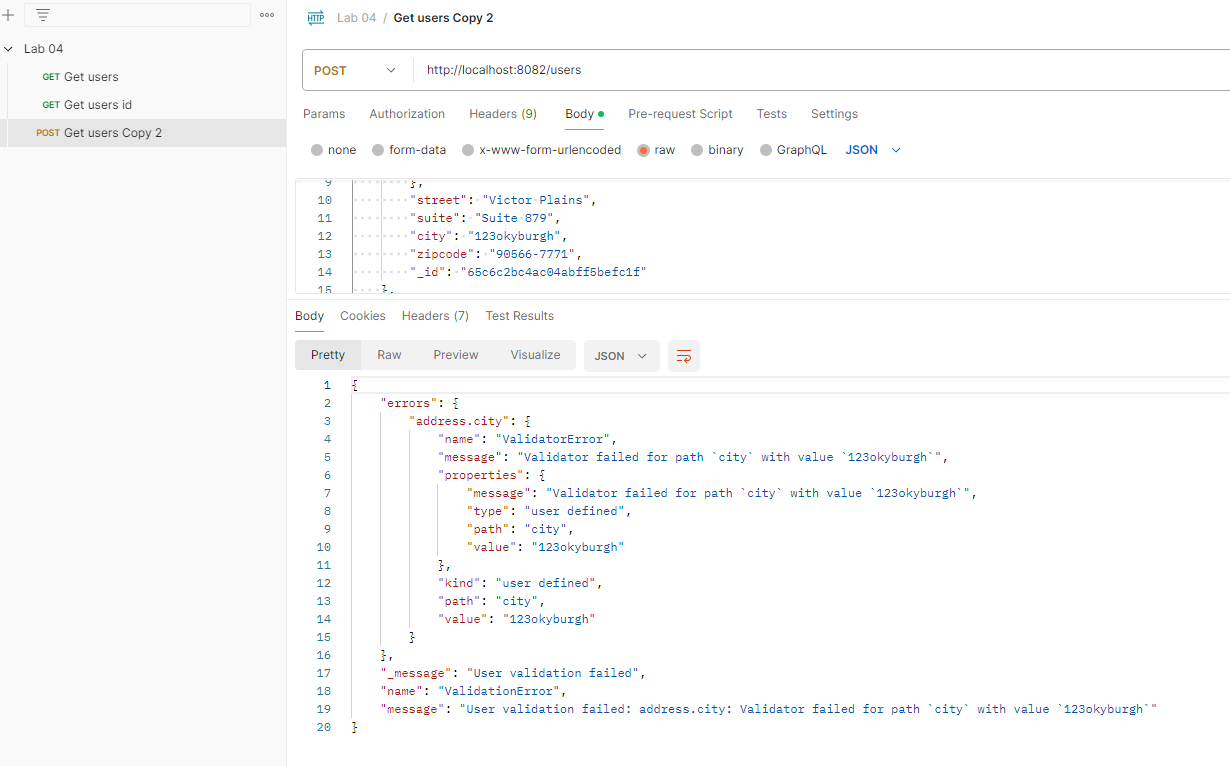 HTTP Lab 04 / Get users Copy 2
Lab 04
GET Get users
GET Get users id
POST Get users Copy 2
POST http://localhost:8082/users
Params Authorization Headers (9) Body Pre-request Script Tests Settings
none form-data x-www-form-urlencoded raw binary GraphQL JSON
9 },
10 "street": "Victor Plains",
11 "suite": "Suite 879",
12 "city": "123okyburgh",
13 "zipcode": "90566-7771",
14 "_id": "65c6c2bc4ac04abff5befc1f"
15 },
Body Cookies Headers (7) Test Results
Pretty Raw Preview Visualize JSON
1 {
2 "errors": {
3 "address.city": {
4 "name": "ValidatorError",
5 "message": "Validator failed for path `city` with value `123okyburgh`",
6 "properties": {
7 "message": "Validator failed for path `city` with value `123okyburgh`",
8 "type": "user defined",
9 "path": "city",
10 "value": "123okyburgh"
11 },
12 "kind": "user defined",
13 "path": "city",
14 "value": "123okyburgh"
15 }
16 },
17 "_message": "User validation failed",
18 "name": "ValidationError",
19 "message": "User validation failed: address.city: Validator failed for path `city` with value `123okyburgh`"
20 }